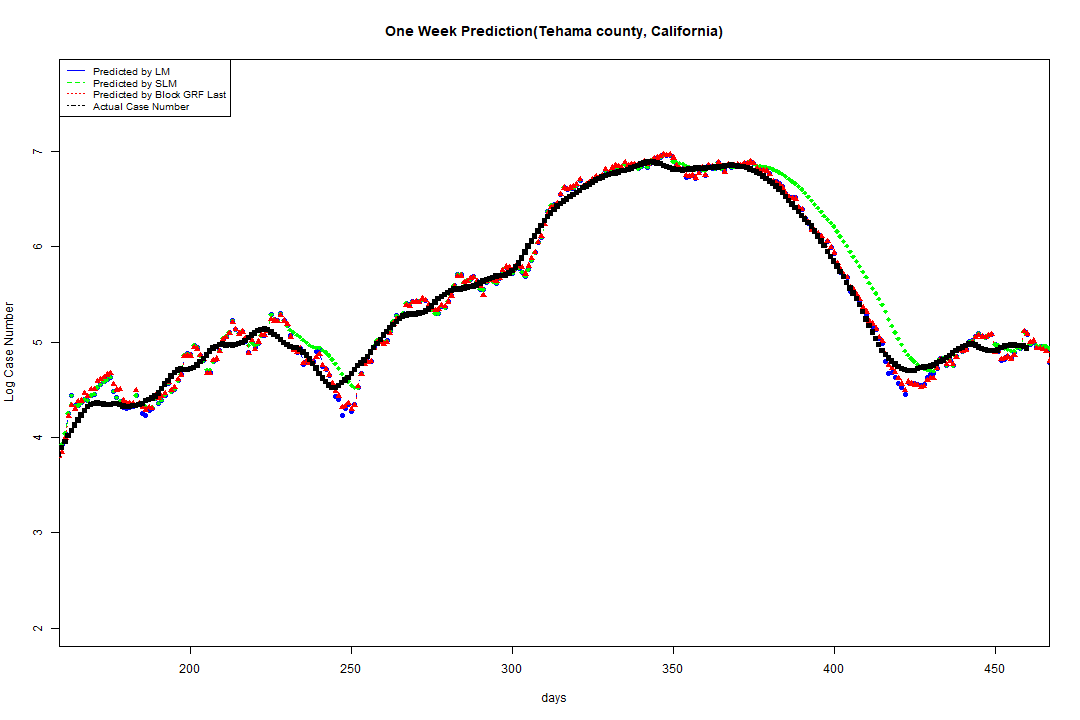 One Week Prediction(Tehama county, California)
Predicted by LM
Predicted by SLM
Predicted by Block GRF Last
Actual Case Number
7
6
5
4
3
2
Log Case Number
200 250 300 350 400 450
days